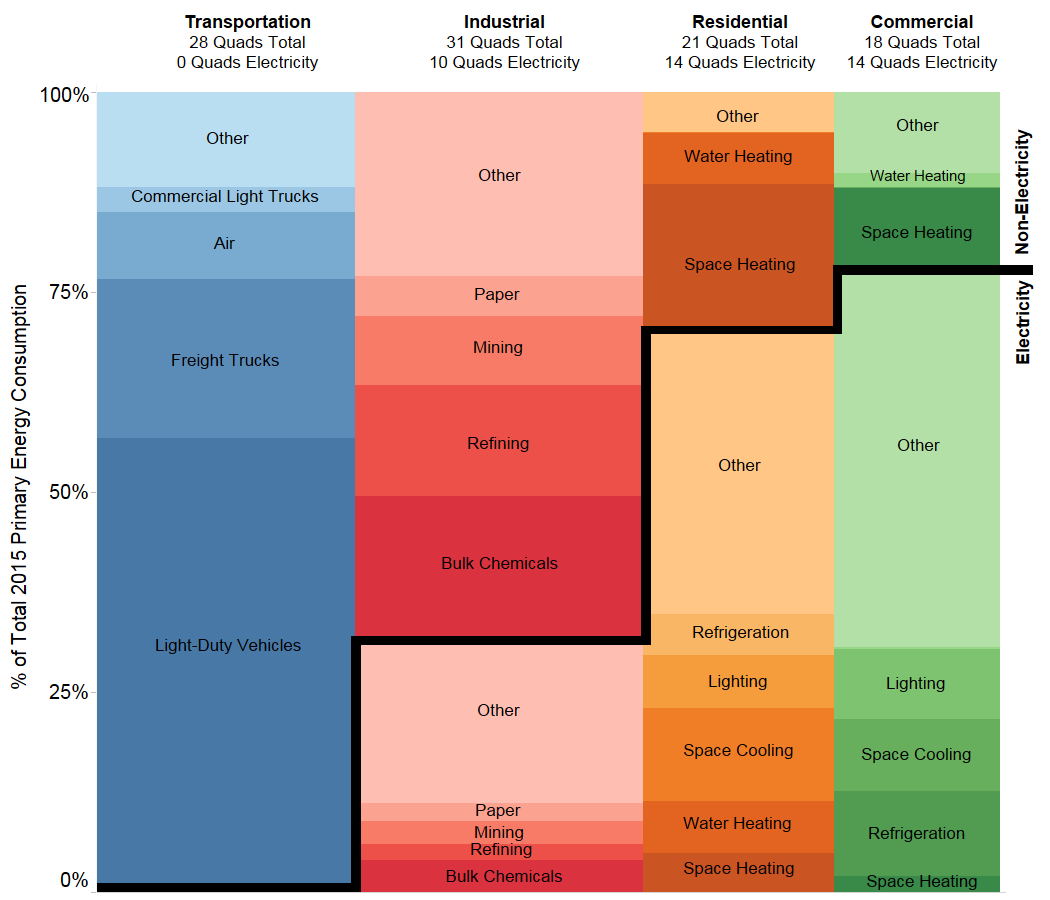 Transportation
28 Quads Total
0 Quads Electricity
Industrial
31 Quads Total
10 Quads Electricity
Residential
21 Quads Total
14 Quads Electricity
Commercial
18 Quads Total
14 Quads Electricity
% of Total 2015 Primary Energy Consumption
100%
75%
50%
25%
0%
Other
Commercial Light Trucks
Air
Freight Trucks
Light-Duty Vehicles
Other
Paper
Mining
Refining
Bulk Chemicals
Other
Paper
Mining
Refining
Bulk Chemicals
Other
Water Heating
Space Heating
Other
Refrigeration
Lighting
Space Cooling
Water Heating
Space Heating
Other
Water Heating
Space Heating
Other
Lighting
Space Cooling
Refrigeration
Space Heating
Non-Electricity
Electricity